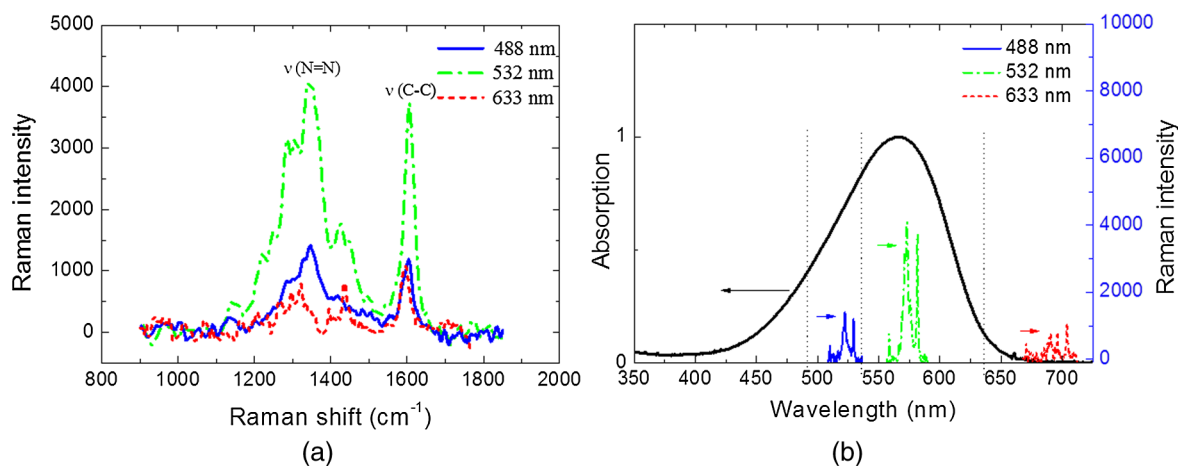 5000
4000
3000
2000
1000
0
Raman intensity
ν (N=N)
ν (C-C)
488 nm
532 nm
633 nm
800 1000 1200 1400 1600 1800 2000
Raman shift (cm⁻¹)
(a)
1
0
Absorption
488 nm
532 nm
633 nm
10000
8000
6000
4000
2000
0
Raman intensity
350 400 450 500 550 600 650 700
Wavelength (nm)
(b)